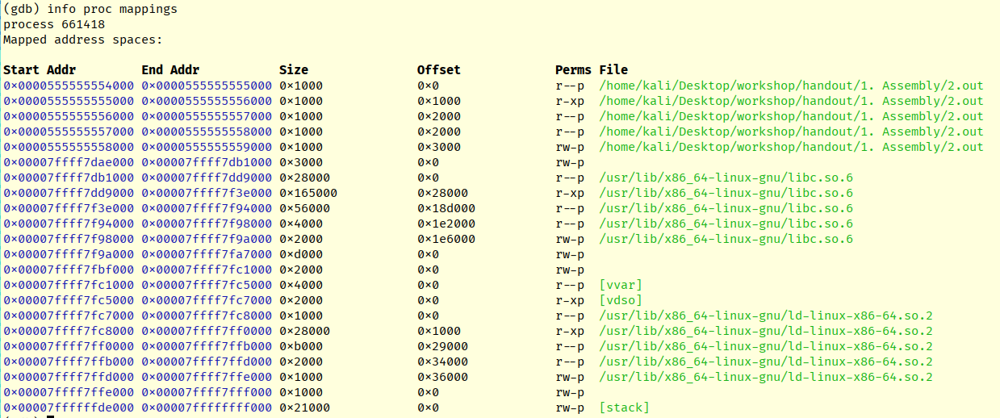 (gdb) info proc mappings
process 661418
Mapped address spaces:
Start Addr End Addr Size Offset Perms File
0x0000555555554000 0x0000555555555000 0x1000 0x0 r--p /home/kali/Desktop/workshop/handout/1. Assembly/2.out
0x0000555555555000 0x0000555555556000 0x1000 0x1000 r-xp /home/kali/Desktop/workshop/handout/1. Assembly/2.out
0x0000555555556000 0x0000555555557000 0x1000 0x2000 r--p /home/kali/Desktop/workshop/handout/1. Assembly/2.out
0x0000555555557000 0x0000555555558000 0x1000 0x2000 r--p /home/kali/Desktop/workshop/handout/1. Assembly/2.out
0x0000555555558000 0x0000555555559000 0x1000 0x3000 rw-p /home/kali/Desktop/workshop/handout/1. Assembly/2.out
0x00007ffff7dae000 0x00007ffff7db1000 0x3000 0x0 rw-p
0x00007ffff7db1000 0x00007ffff7dd9000 0x28000 0x0 r--p /usr/lib/x86_64-linux-gnu/libc.so.6
0x00007ffff7dd9000 0x00007ffff7f3e000 0x165000 0x28000 r-xp /usr/lib/x86_64-linux-gnu/libc.so.6
0x00007ffff7f3e000 0x00007ffff7f94000 0x56000 0x18d000 r--p /usr/lib/x86_64-linux-gnu/libc.so.6
0x00007ffff7f94000 0x00007ffff7f98000 0x4000 0x1e2000 r--p /usr/lib/x86_64-linux-gnu/libc.so.6
0x00007ffff7f98000 0x00007ffff7f9a000 0x2000 0x1e6000 rw-p /usr/lib/x86_64-linux-gnu/libc.so.6
0x00007ffff7f9a000 0x00007ffff7fa7000 0xd000 0x0 rw-p
0x00007ffff7fbf000 0x00007ffff7fc1000 0x2000 0x0 rw-p
0x00007ffff7fc1000 0x00007ffff7fc5000 0x4000 0x0 r--p [vvar]
0x00007ffff7fc5000 0x00007ffff7fc7000 0x2000 0x0 r-xp [vdso]
0x00007ffff7fc7000 0x00007ffff7fc8000 0x1000 0x0 r--p /usr/lib/x86_64-linux-gnu/ld-linux-x86-64.so.2
0x00007ffff7fc8000 0x00007ffff7ff0000 0x28000 0x1000 r-xp /usr/lib/x86_64-linux-gnu/ld-linux-x86-64.so.2
0x00007ffff7ff0000 0x00007ffff7ffb000 0xb000 0x29000 r--p /usr/lib/x86_64-linux-gnu/ld-linux-x86-64.so.2
0x00007ffff7ffb000 0x00007ffff7ffd000 0x2000 0x34000 r--p /usr/lib/x86_64-linux-gnu/ld-linux-x86-64.so.2
0x00007ffff7ffd000 0x00007ffff7ffe000 0x1000 0x36000 rw-p /usr/lib/x86_64-linux-gnu/ld-linux-x86-64.so.2
0x00007ffff7ffe000 0x00007ffff7fff000 0x1000 0x0 rw-p
0x00007ffffffde000 0x00007ffffffff000 0x21000 0x0 rw-p [stack]